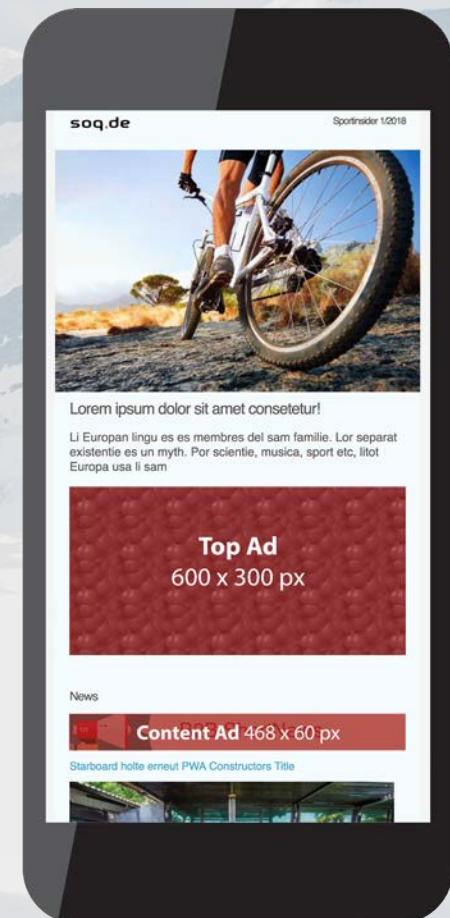 soq.de
Sportinsider 1/2018
Lorem ipsum dolor sit amet consetetur!
Li Europan lingu es es membres del sam familie. Lor separat
existentie es un myth. Por scientie, musica, sport etc, litot
Europa usa li sam
Top Ad
600 x 300 px
News
Content Ad 468 x 60 px
Starboard holte erneut PWA Constructors Title